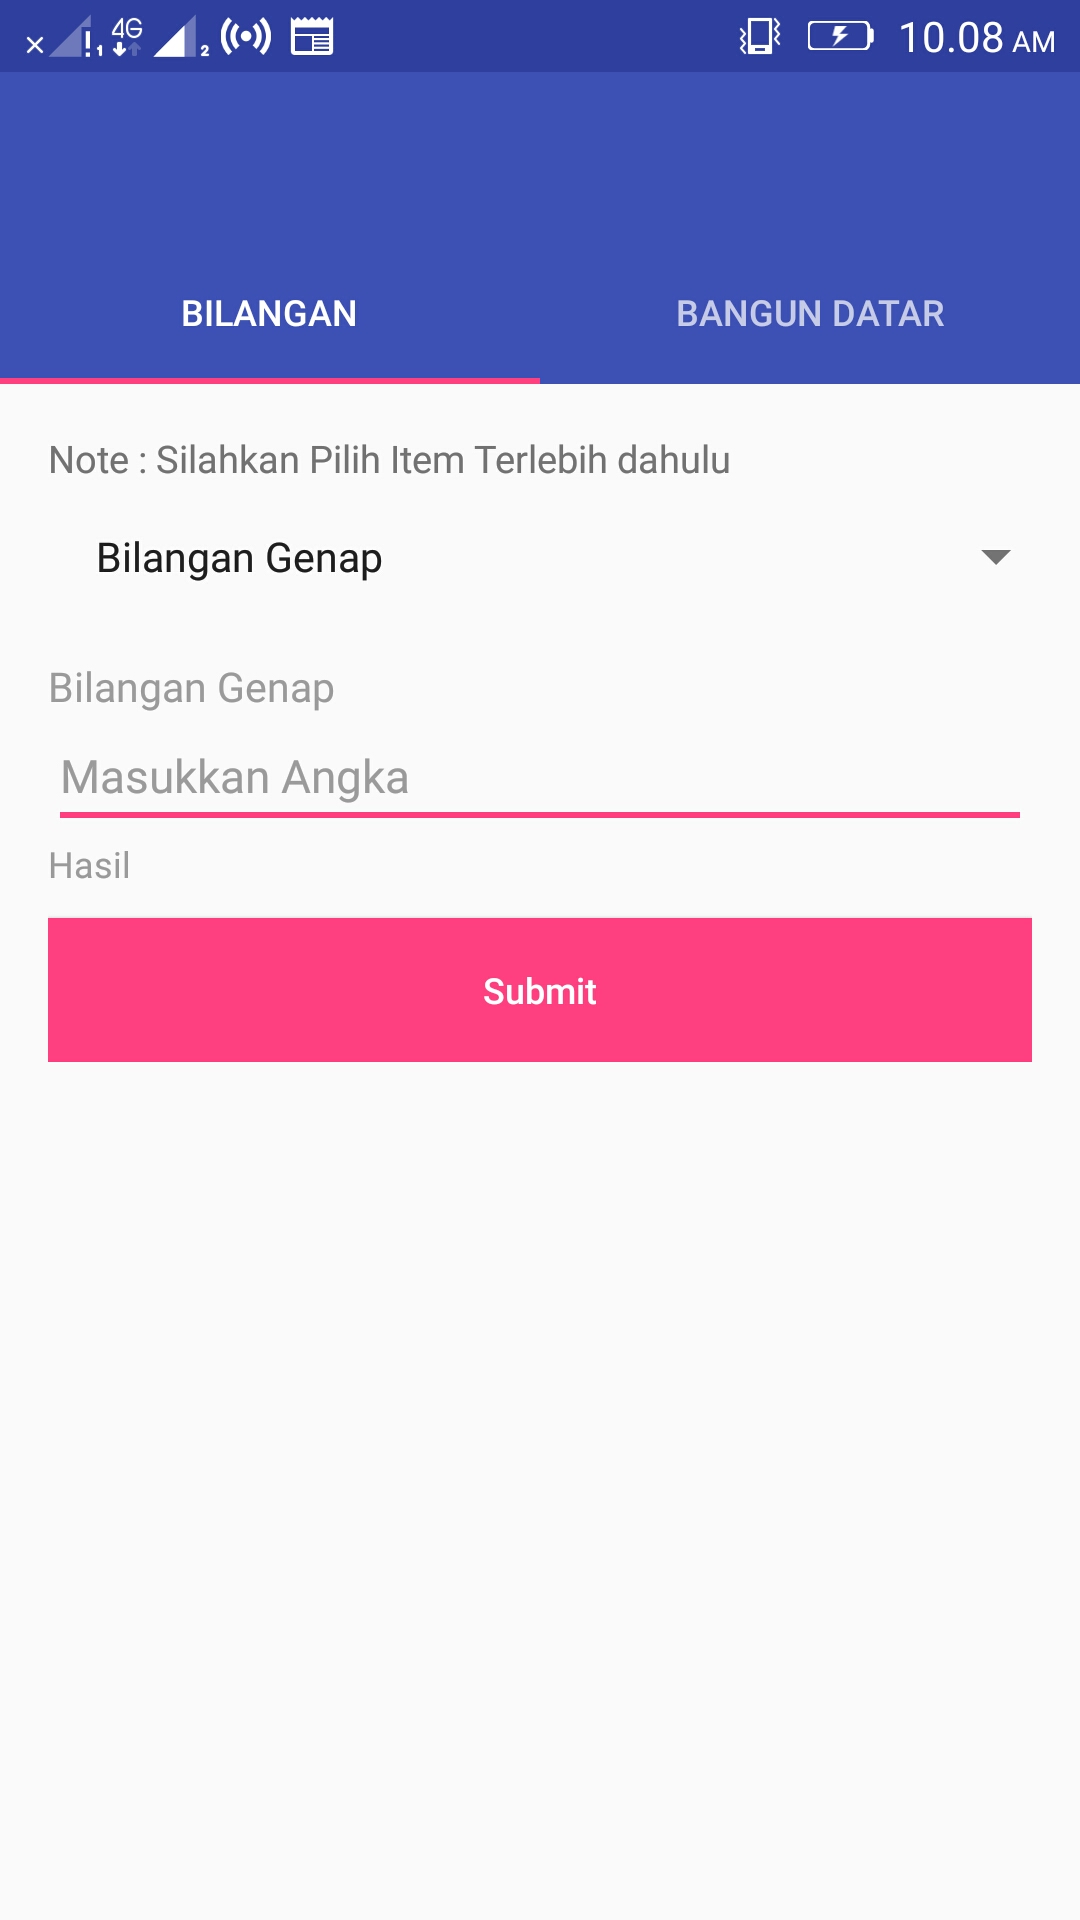 1 4G 2 10.08 AM
BILANGAN BANGUN DATAR
Note : Silahkan Pilih Item Terlebih dahulu
Bilangan Genap
Bilangan Genap
Masukkan Angka
Hasil
Submit